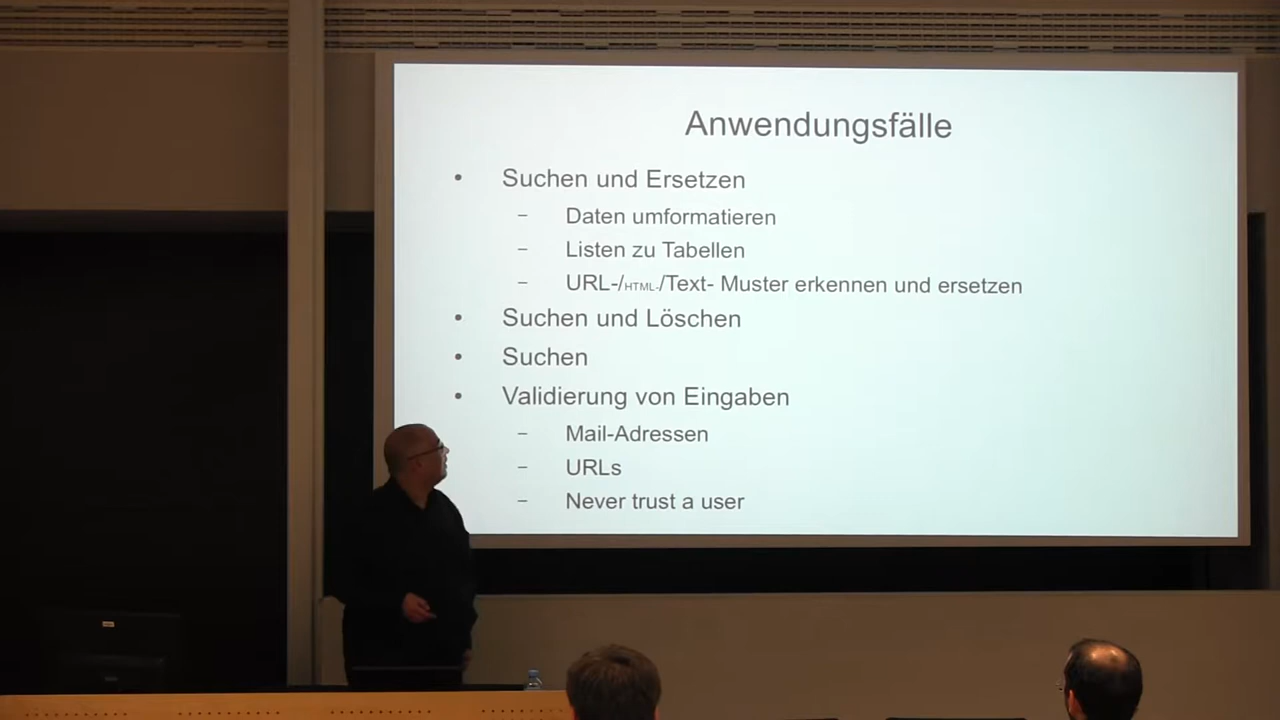 Anwendungsfälle
• Suchen und Ersetzen
– Daten umformatieren
– Listen zu Tabellen
– URL-/HTML-/Text- Muster erkennen und ersetzen
• Suchen und Löschen
• Suchen
• Validierung von Eingaben
– Mail-Adressen
– URLs
– Never trust a user